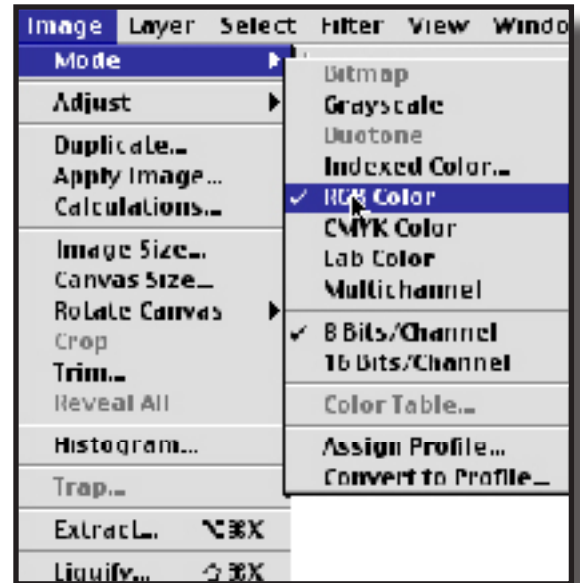 Image Layer Select Filter View Windo
Mode
Adjust
Duplicate...
Apply Image...
Calculations...
Image Size...
Canvas Size...
Rotate Canvas
Crop
Trim...
Reveal All
Histogram...
Trap...
Extract... ⌥⌘X
Liquify... ⇧⌘X
Bitmap
Grayscale
Duotone
Indexed Color...
✓ RGB Color
CMYK Color
Lab Color
Multichannel
✓ 8 Bits/Channel
16 Bits/Channel
Color Table...
Assign Profile...
Convert to Profile...